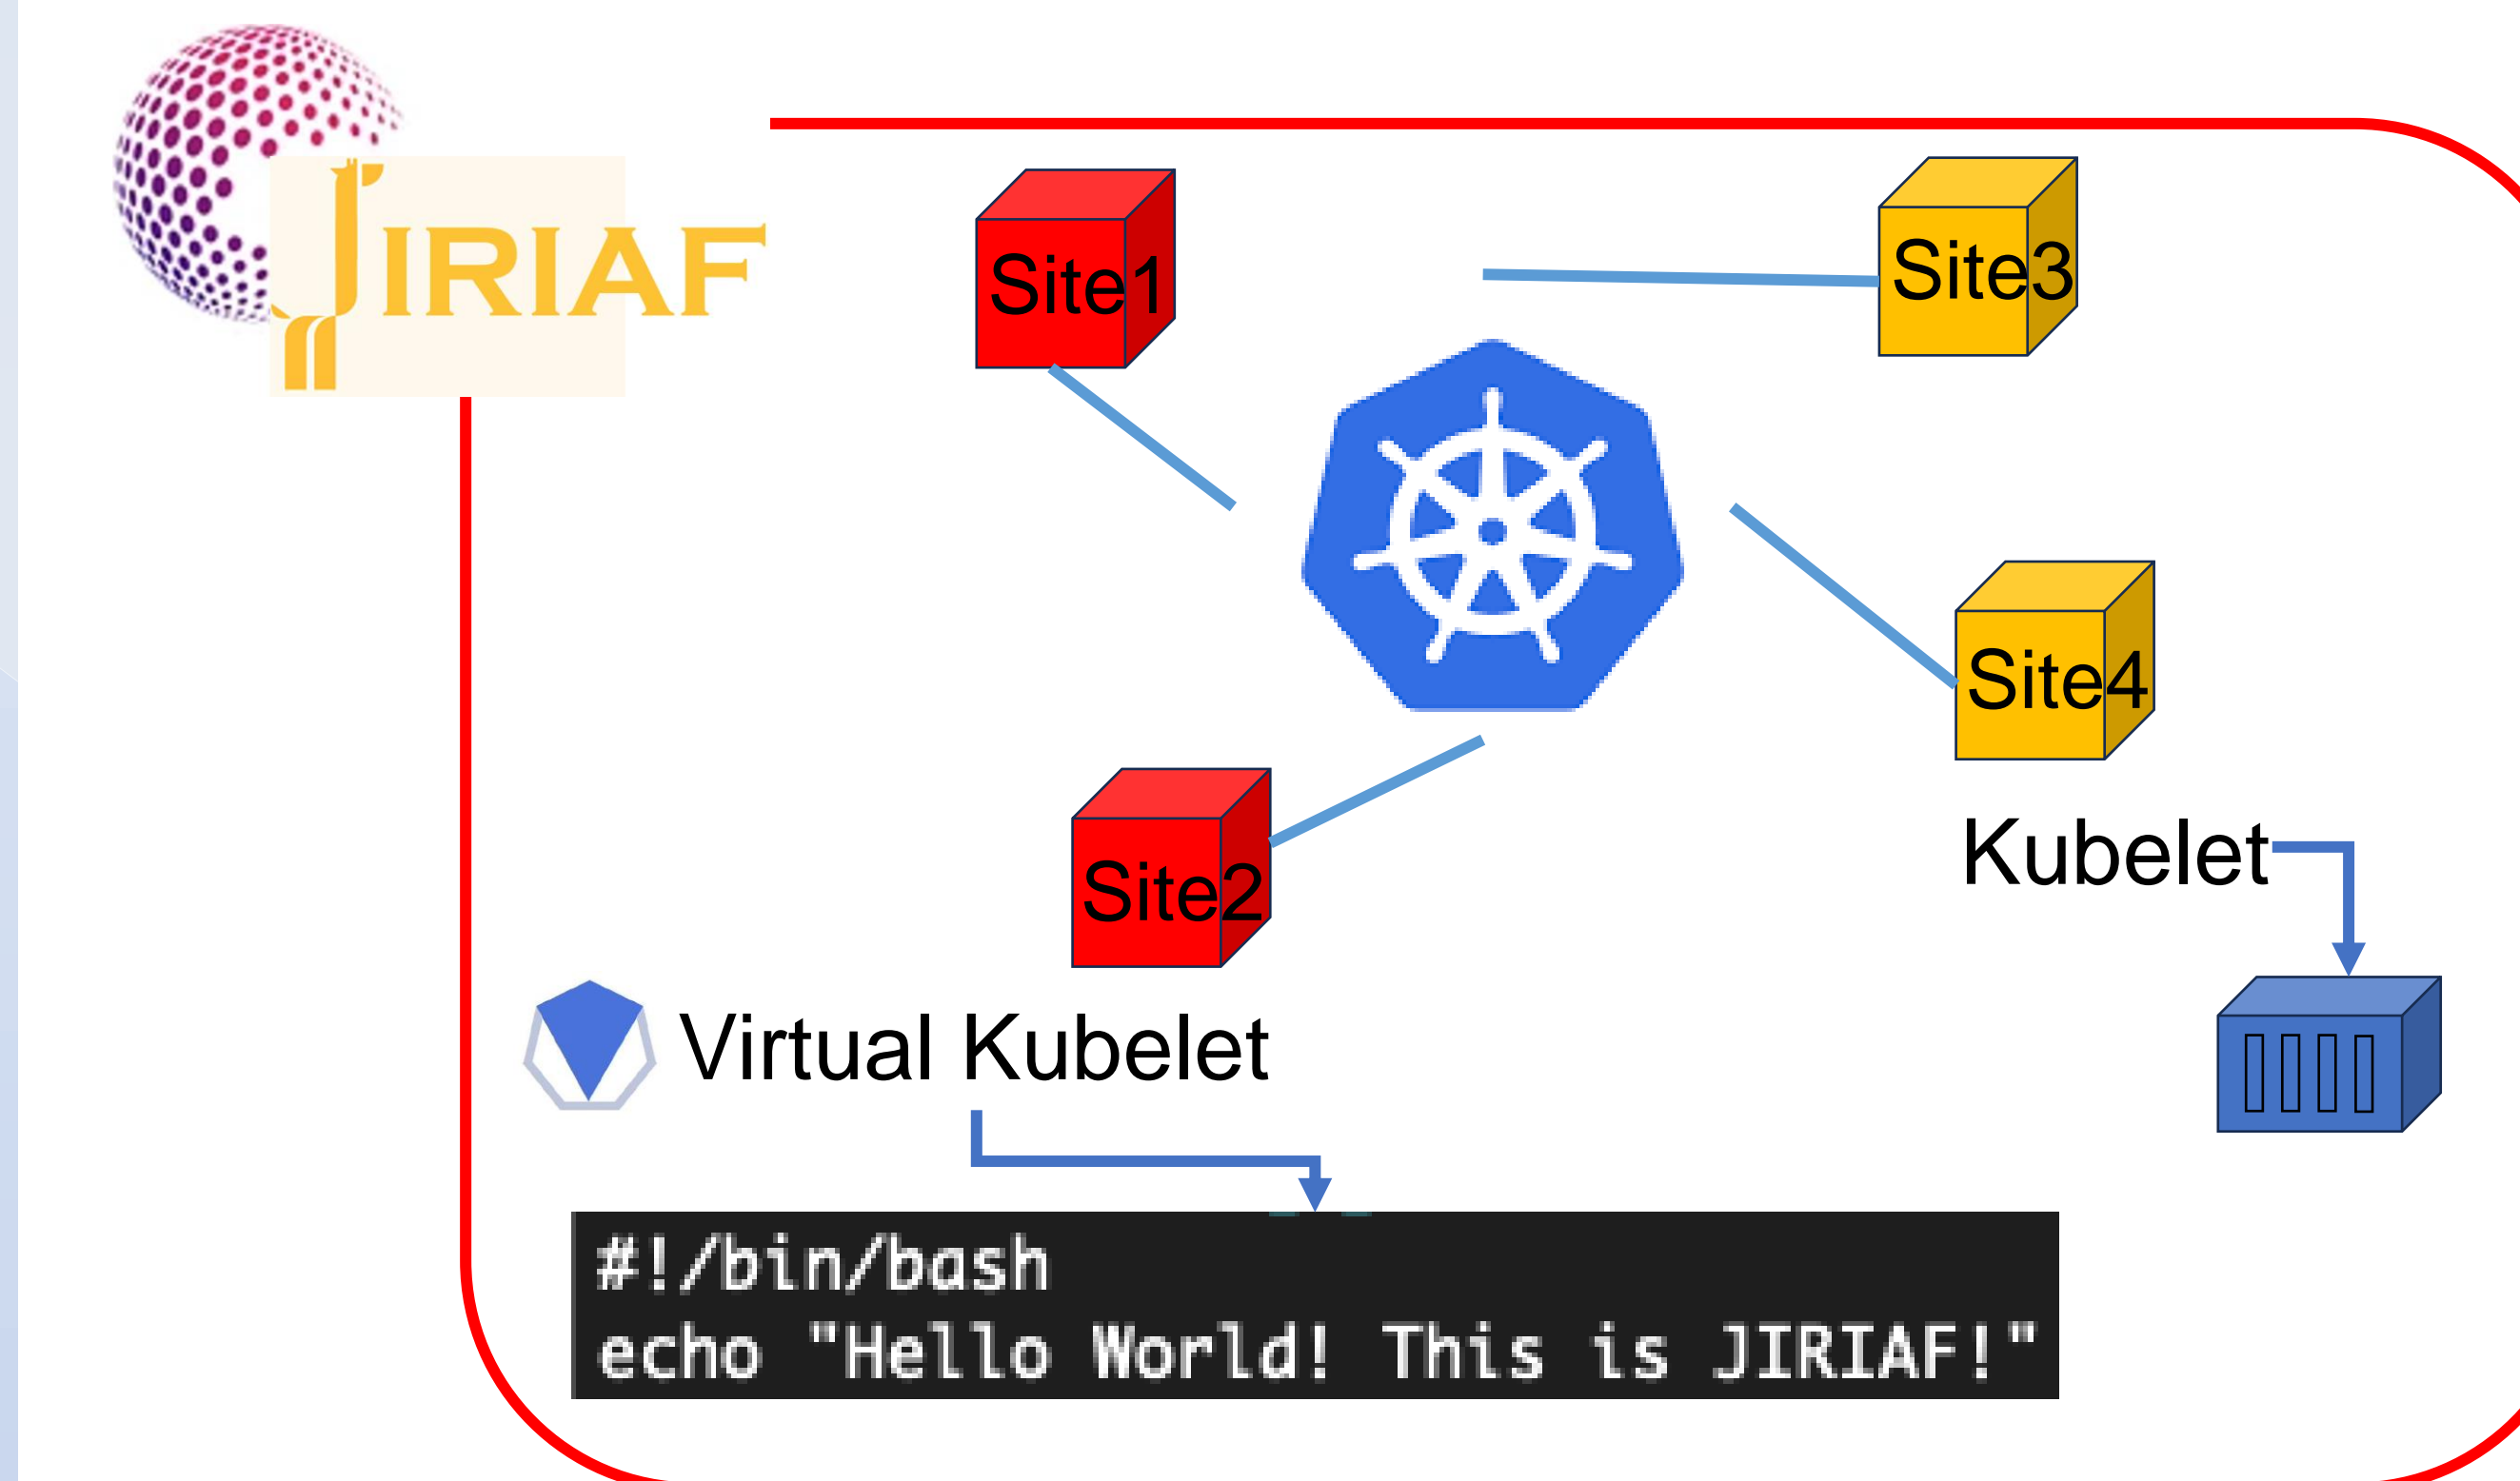 JIRIAF
Site1
Site3
Site4
Site2
Kubelet
Virtual Kubelet
#!/bin/bash
echo "Hello World! This is JIRIAF!"